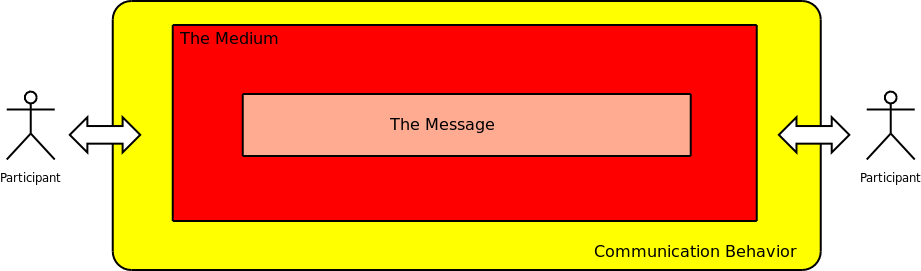 The Medium
The Message
Participant
Participant
Communication Behavior